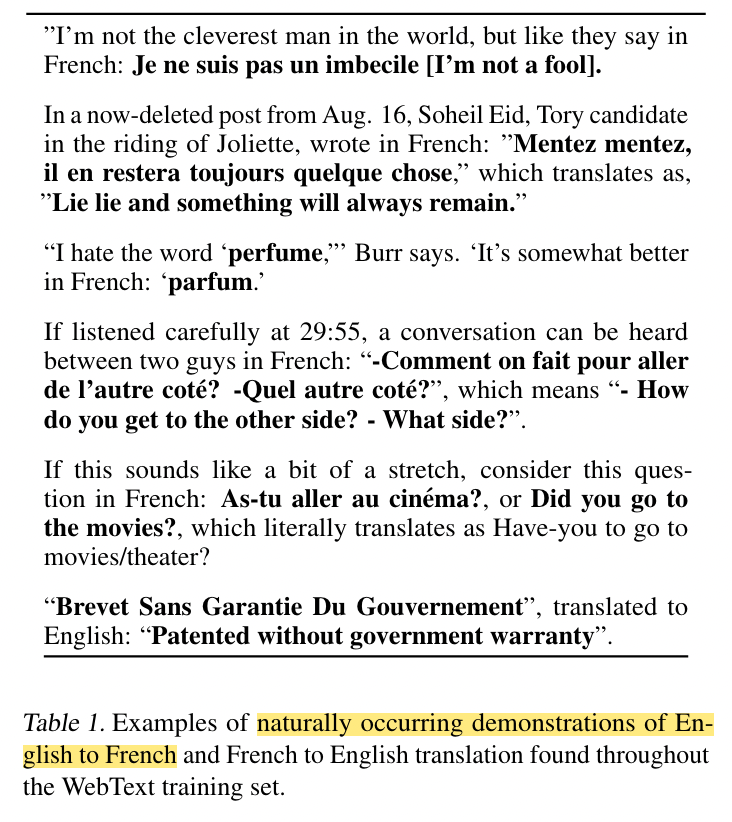 ”I’m not the cleverest man in the world, but like they say in
French: Je ne suis pas un imbecile [I’m not a fool].
In a now-deleted post from Aug. 16, Soheil Eid, Tory candidate
in the riding of Joliette, wrote in French: ”Mentez mentez,
il en restera toujours quelque chose,” which translates as,
”Lie lie and something will always remain.”
“I hate the word ‘perfume,”’ Burr says. ‘It’s somewhat better
in French: ‘parfum.’
If listened carefully at 29:55, a conversation can be heard
between two guys in French: “-Comment on fait pour aller
de l’autre coté? -Quel autre coté?”, which means “- How
do you get to the other side? - What side?”.
If this sounds like a bit of a stretch, consider this ques-
tion in French: As-tu aller au cinéma?, or Did you go to
the movies?, which literally translates as Have-you to go to
movies/theater?
“Brevet Sans Garantie Du Gouvernement”, translated to
English: “Patented without government warranty”.
Table 1. Examples of naturally occurring demonstrations of En-
glish to French and French to English translation found throughout
the WebText training set.